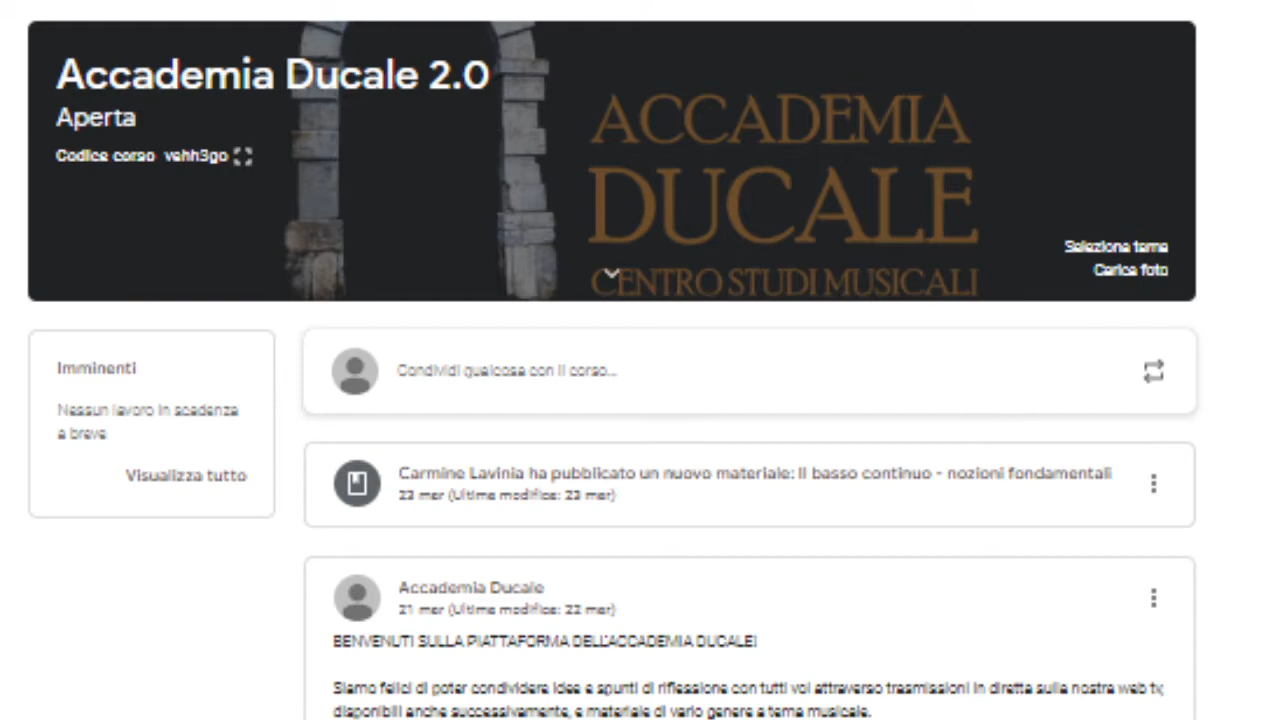 Accademia Ducale 2.0
Aperta
Codice corso vehh3go
ACCADEMIA
DUCALE
CENTRO STUDI MUSICALI
Seleziona tema
Carica foto
Imminenti
Nessun lavoro in scadenza
a breve
Visualizza tutto
Condividi qualcosa con il corso...
Carmine Lavinia ha pubblicato un nuovo materiale: Il basso continuo - nozioni fondamentali
23 mar (Ultima modifica: 23 mar)
Accademia Ducale
21 mar (Ultima modifica: 22 mar)
BENVENUTI SULLA PIATTAFORMA DELL'ACCADEMIA DUCALE!
Siamo felici di poter condividere idee e spunti di riflessione con tutti voi attraverso trasmissioni in diretta sulla nostra web tv,
disponibili anche successivamente, e materiale di vario genere a tema musicale.